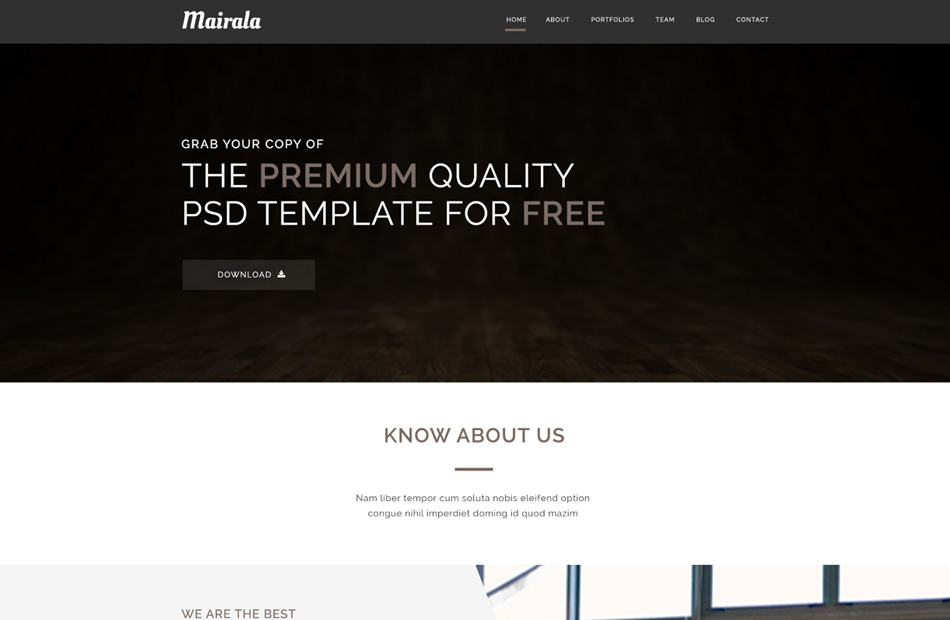 Mairala
HOME ABOUT PORTFOLIOS TEAM BLOG CONTACT
GRAB YOUR COPY OF
THE PREMIUM QUALITY
PSD TEMPLATE FOR FREE
DOWNLOAD
KNOW ABOUT US
Nam liber tempor cum soluta nobis eleifend option
congue nihil imperdiet doming id quod mazim
WE ARE THE BEST